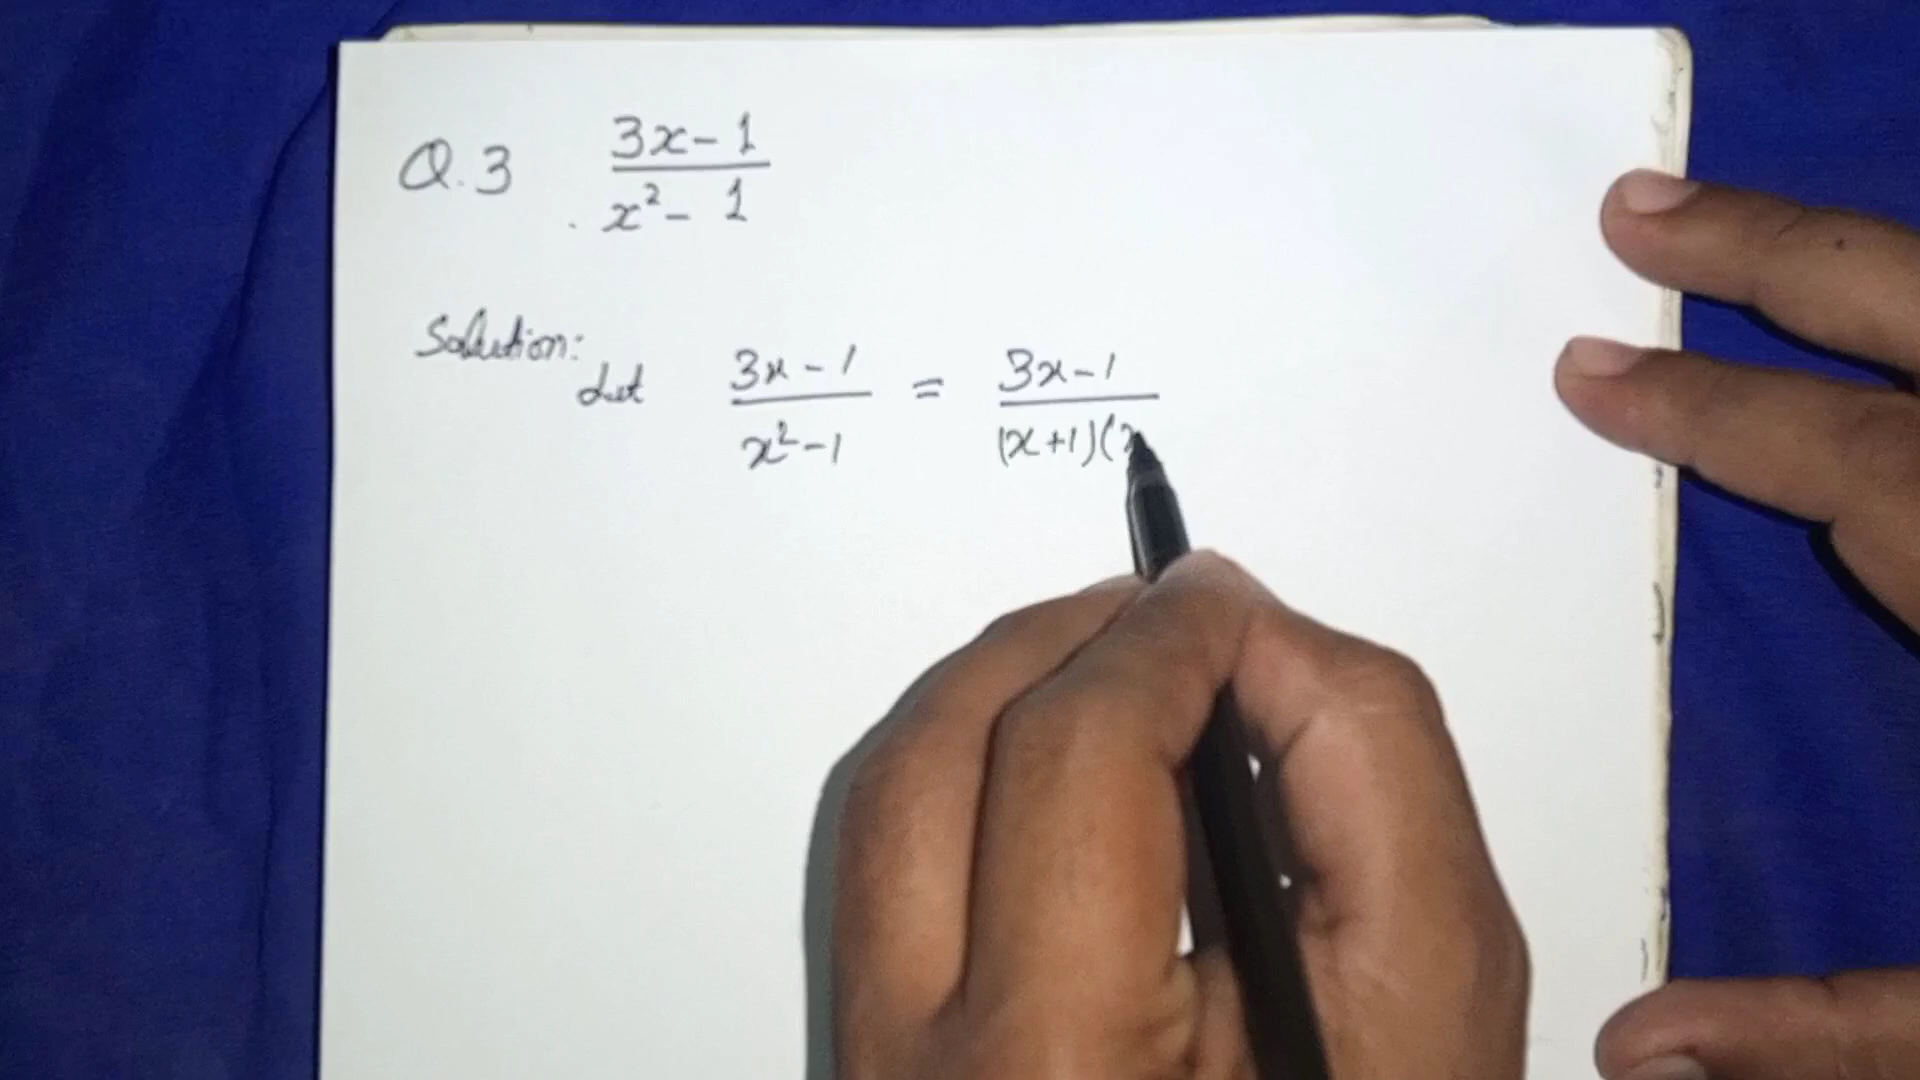 Q.3 3x-1
x²- 1
Solution:
Let 3x-1 = 3x-1
x²-1 (x+1)(x